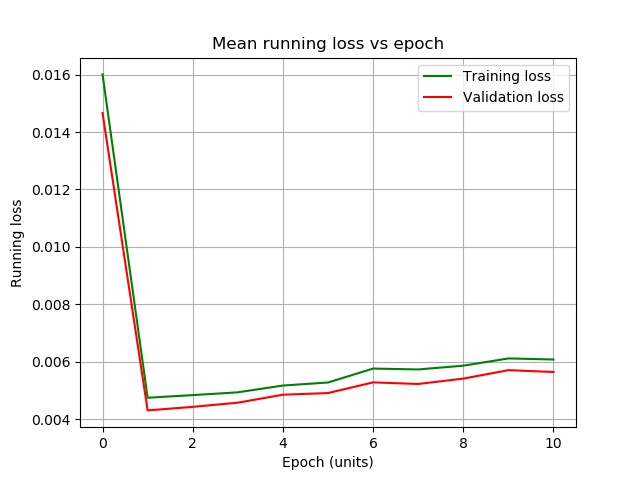 Mean running loss vs epoch
Training loss
Validation loss
0.016
0.014
0.012
0.010
0.008
0.006
0.004
Running loss
0 2 4 6 8 10
Epoch (units)